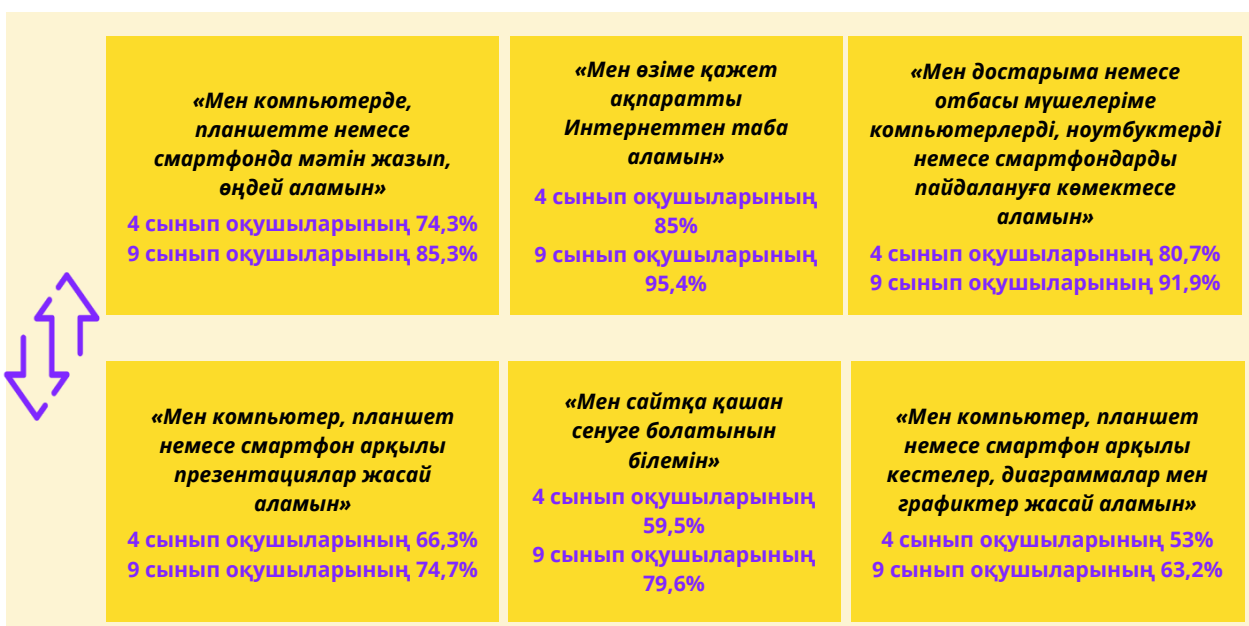 «Мен компьютерде,
планшетте немесе
смартфонда мәтін жазып,
өңдей аламын»
4 сынып оқушыларының 74,3%
9 сынып оқушыларының 85,3%
«Мен өзіме қажет
ақпаратты
Интернеттен таба
аламын»
4 сынып оқушыларының
85%
9 сынып оқушыларының
95,4%
«Мен достарыма немесе
отбасы мүшелеріме
компьютерлерді, ноутбуктерді
немесе смартфондарды
пайдалануға көмектесе
аламын»
4 сынып оқушыларының 80,7%
9 сынып оқушыларының 91,9%
«Мен компьютер, планшет
немесе смартфон арқылы
презентациялар жасай
аламын»
4 сынып оқушыларының 66,3%
9 сынып оқушыларының 74,7%
«Мен сайтқа қашан
сенуге болатынын
білемін»
4 сынып оқушыларының
59,5%
9 сынып оқушыларының
79,6%
«Мен компьютер, планшет
немесе смартфон арқылы
кестелер, диаграммалар мен
графиктер жасай аламын»
4 сынып оқушыларының 53%
9 сынып оқушыларының 63,2%